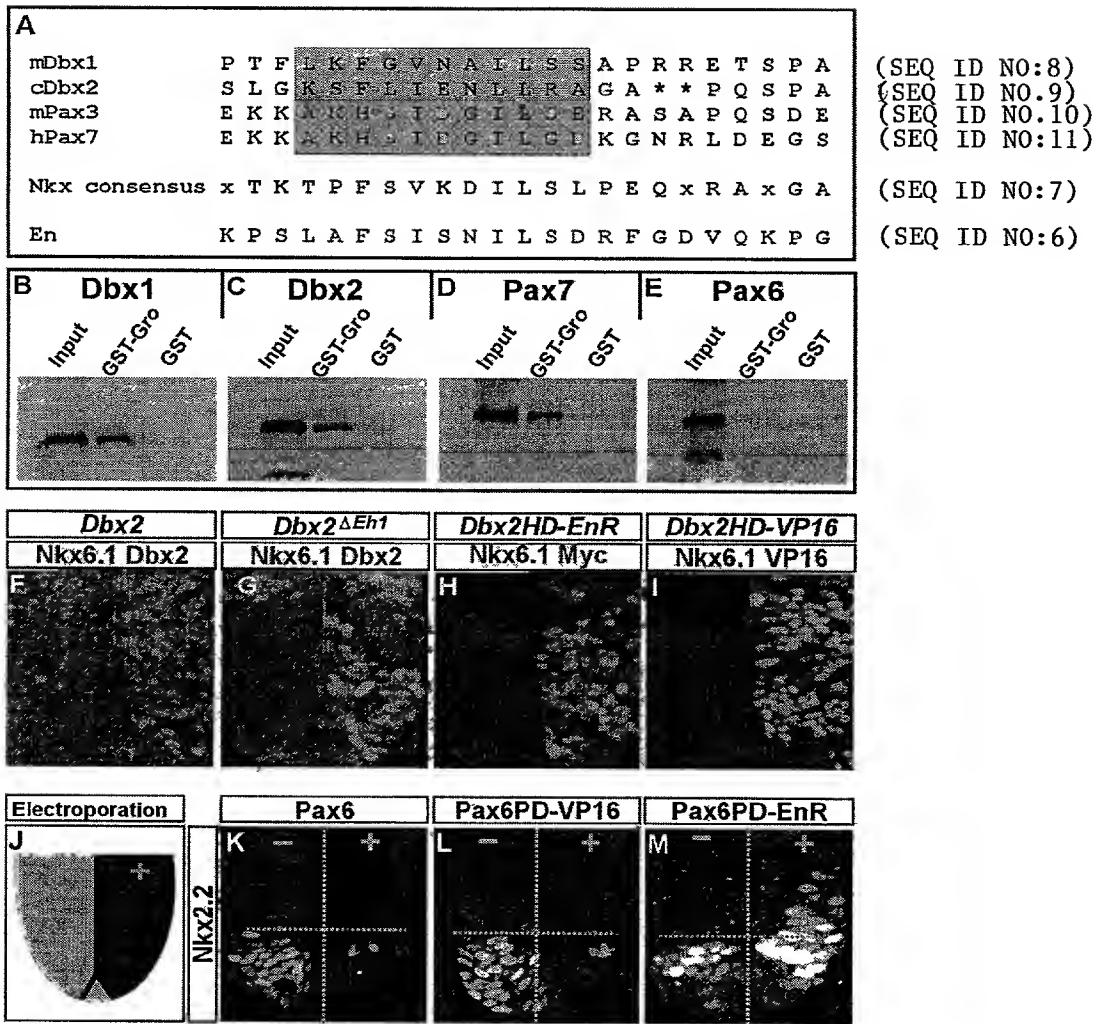 A
mDbx1 P T F L K F G V N A I L S S A P R R E T S P A (SEQ ID NO:8)
cDbx2 S L G K S F L I E N L L R A G A * * P Q S P A (SEQ ID NO.9)
mPax3 E K K A K H G I D G I L E R A S A P Q S D E (SEQ ID NO.10)
hPax7 E K K A K H I D G I L G E K G N R L D E G S (SEQ ID NO:11)
Nkx consensus x T K T P F S V K D I L S L P E Q x R A x G A (SEQ ID NO:7)
En K P S L A F S I S N I L S D R F G D V Q K P G (SEQ ID NO:6)
B Dbx1 C Dbx2 D Pax7 E Pax6
Input GST-Gro GST Input GST-Gro GST Input GST-Gro GST Input GST-Gro GST
Dbx2 Dbx2ΔEh1 Dbx2HD-EnR Dbx2HD-VP16
Nkx6.1 Dbx2 Nkx6.1 Dbx2 Nkx6.1 Myc Nkx6.1 VP16
F G H I
Electroporation Pax6 Pax6PD-VP16 Pax6PD-EnR
J + Nkx2.2 K - + L - + M - +